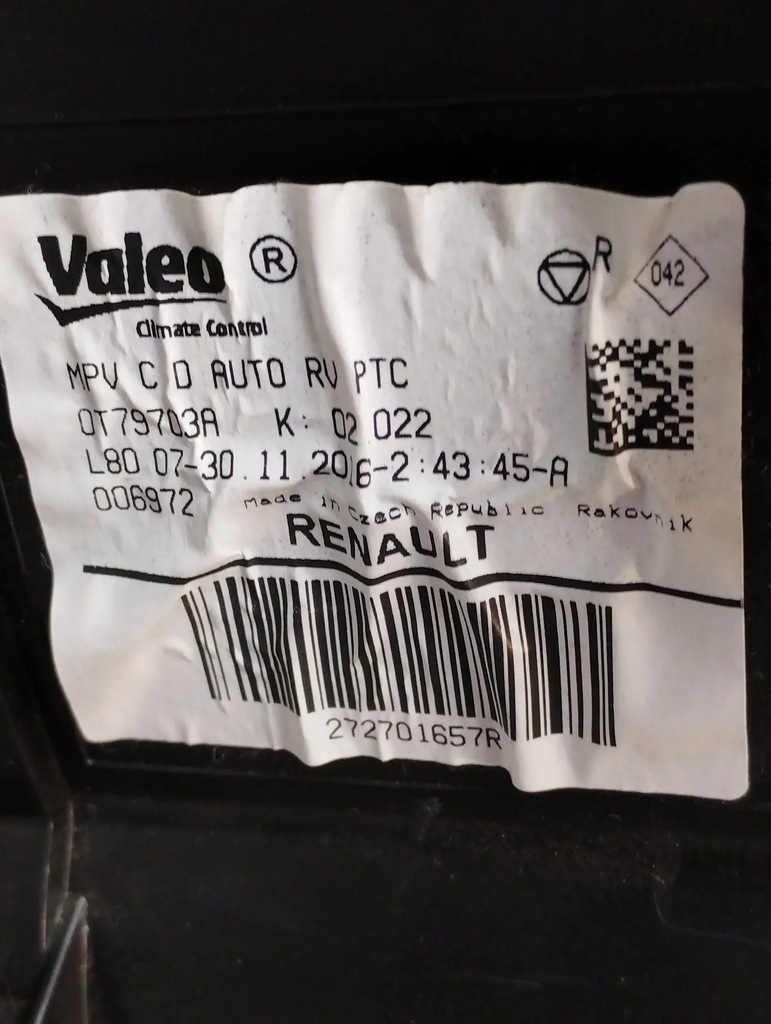 Valeo ®
R
042
Climate Control
MPV C D AUTO RV PTC
0T79703A K: 02 022
L80 07-30.11.2016-2:43:45-A
006972 Made in Czech Republic Rakovnik
RENAULT
272701657R